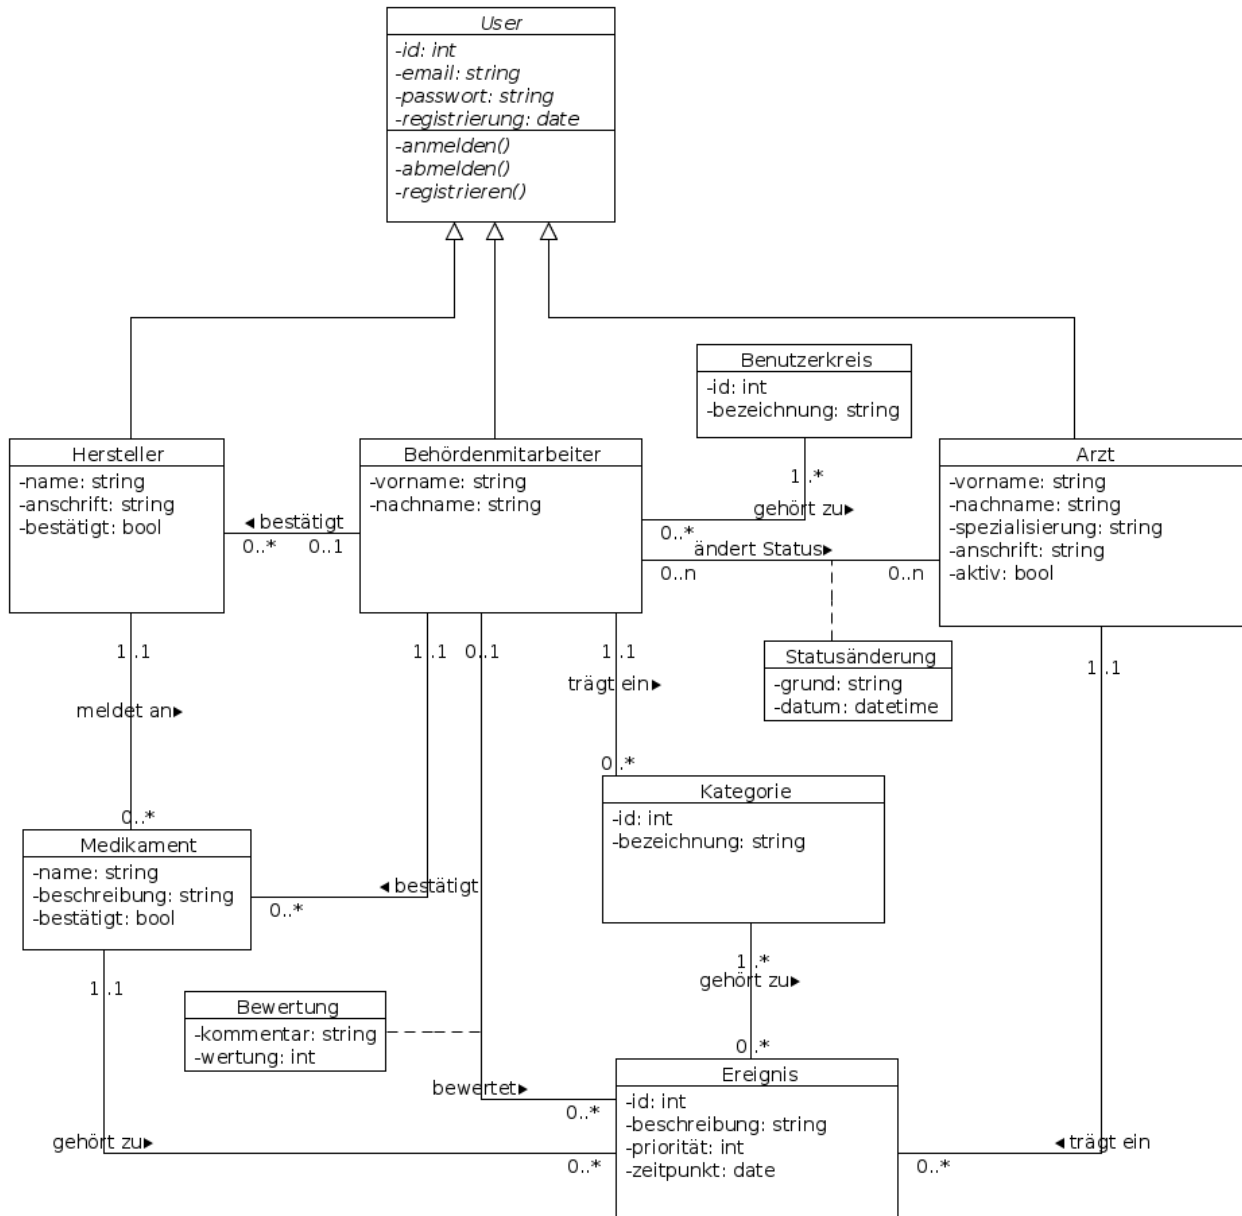 User
-id: int
-email: string
-passwort: string
-registrierung: date
-anmelden()
-abmelden()
-registrieren()
Benutzerkreis
-id: int
-bezeichnung: string
Hersteller
-name: string
-anschrift: string
-bestätigt: bool
Behördenmitarbeiter
-vorname: string
-nachname: string
Arzt
-vorname: string
-nachname: string
-spezialisierung: string
-anschrift: string
-aktiv: bool
1..*
gehört zu▶
0..*
◀ bestätigt
0..*
0..1
ändert Status▶
0..n
0..n
Statusänderung
-grund: string
-datum: datetime
1..1
meldet an▶
0..*
1..1
0..1
1..1
trägt ein▶
0..*
1..1
Kategorie
-id: int
-bezeichnung: string
Medikament
-name: string
-beschreibung: string
-bestätigt: bool
◀ bestätigt
0..*
1..1
1..*
gehört zu▶
0..*
Bewertung
-kommentar: string
-wertung: int
bewertet▶
0..*
Ereignis
-id: int
-beschreibung: string
-priorität: int
-zeitpunkt: date
gehört zu▶
0..*
◀ trägt ein
0..*